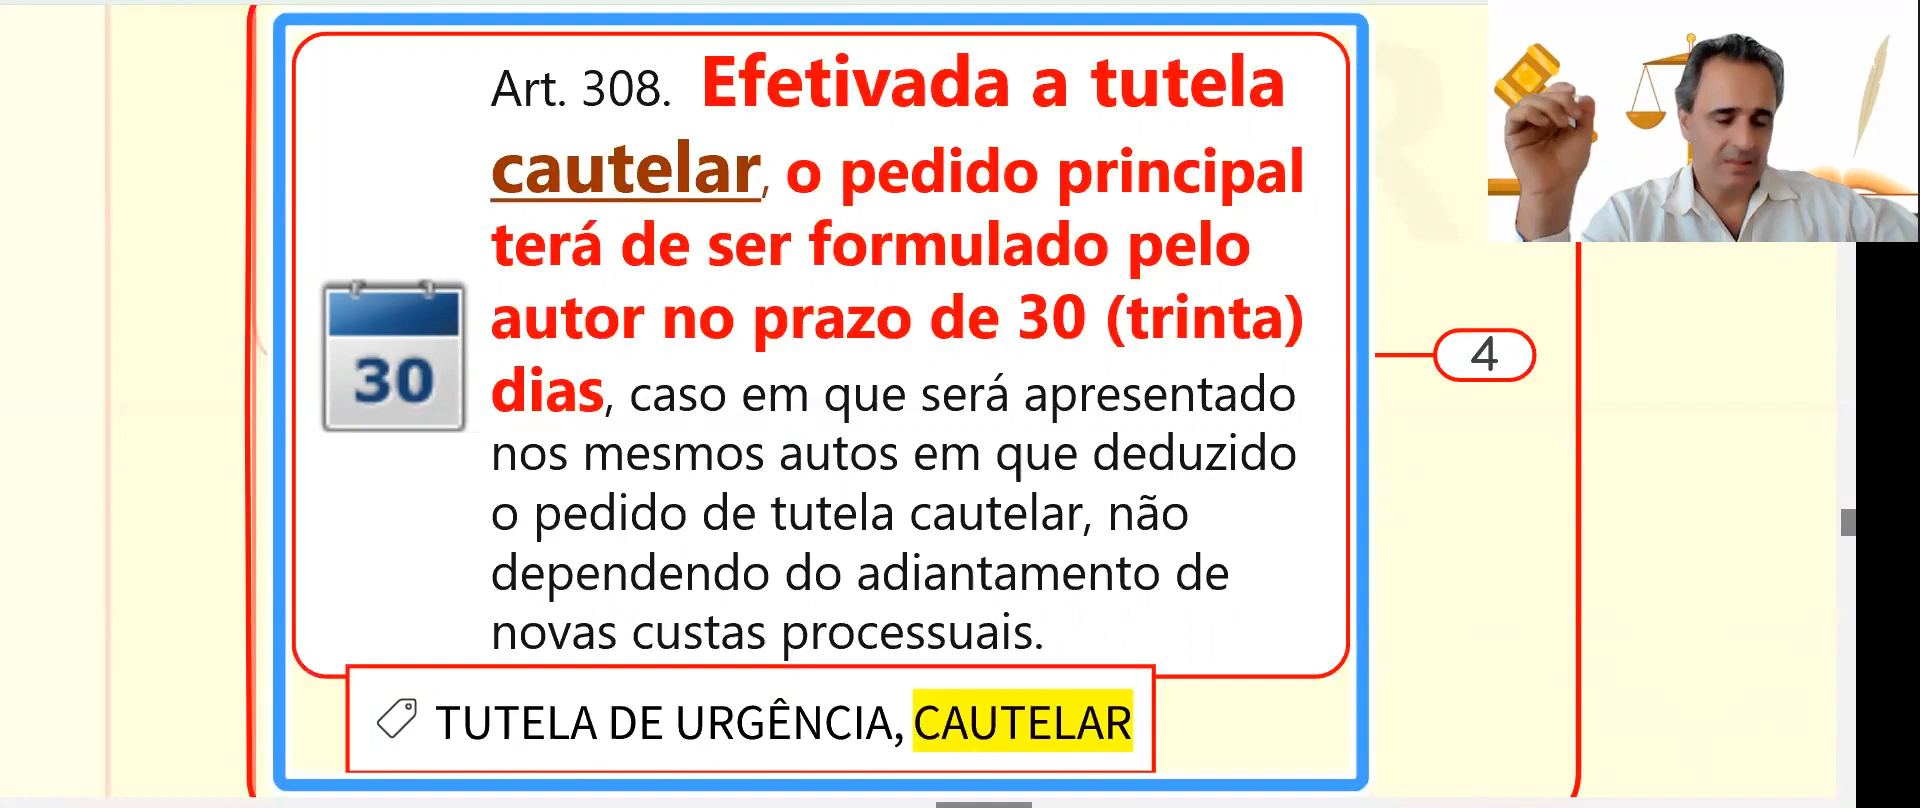 Art. 308. Efetivada a tutela
cautelar, o pedido principal
terá de ser formulado pelo
autor no prazo de 30 (trinta)
dias, caso em que será apresentado
nos mesmos autos em que deduzido
o pedido de tutela cautelar, não
dependendo do adiantamento de
novas custas processuais.
30
4
TUTELA DE URGÊNCIA, CAUTELAR